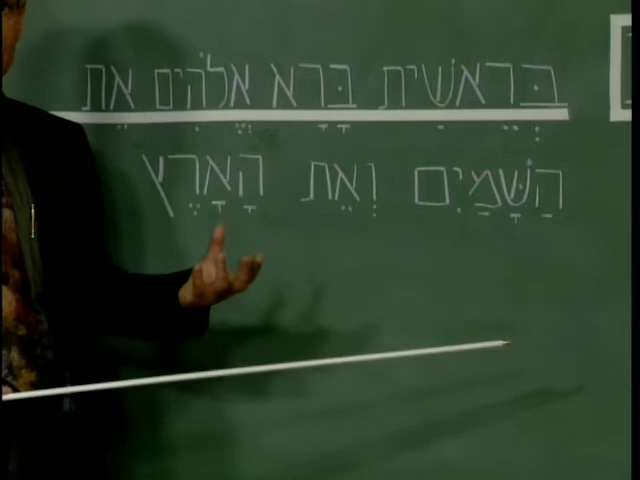 בְּרֵאשִׁית בָּרָא אֱלֹהִים אֵת
הַשָּׁמַיִם וְאֵת הָאָרֶץ